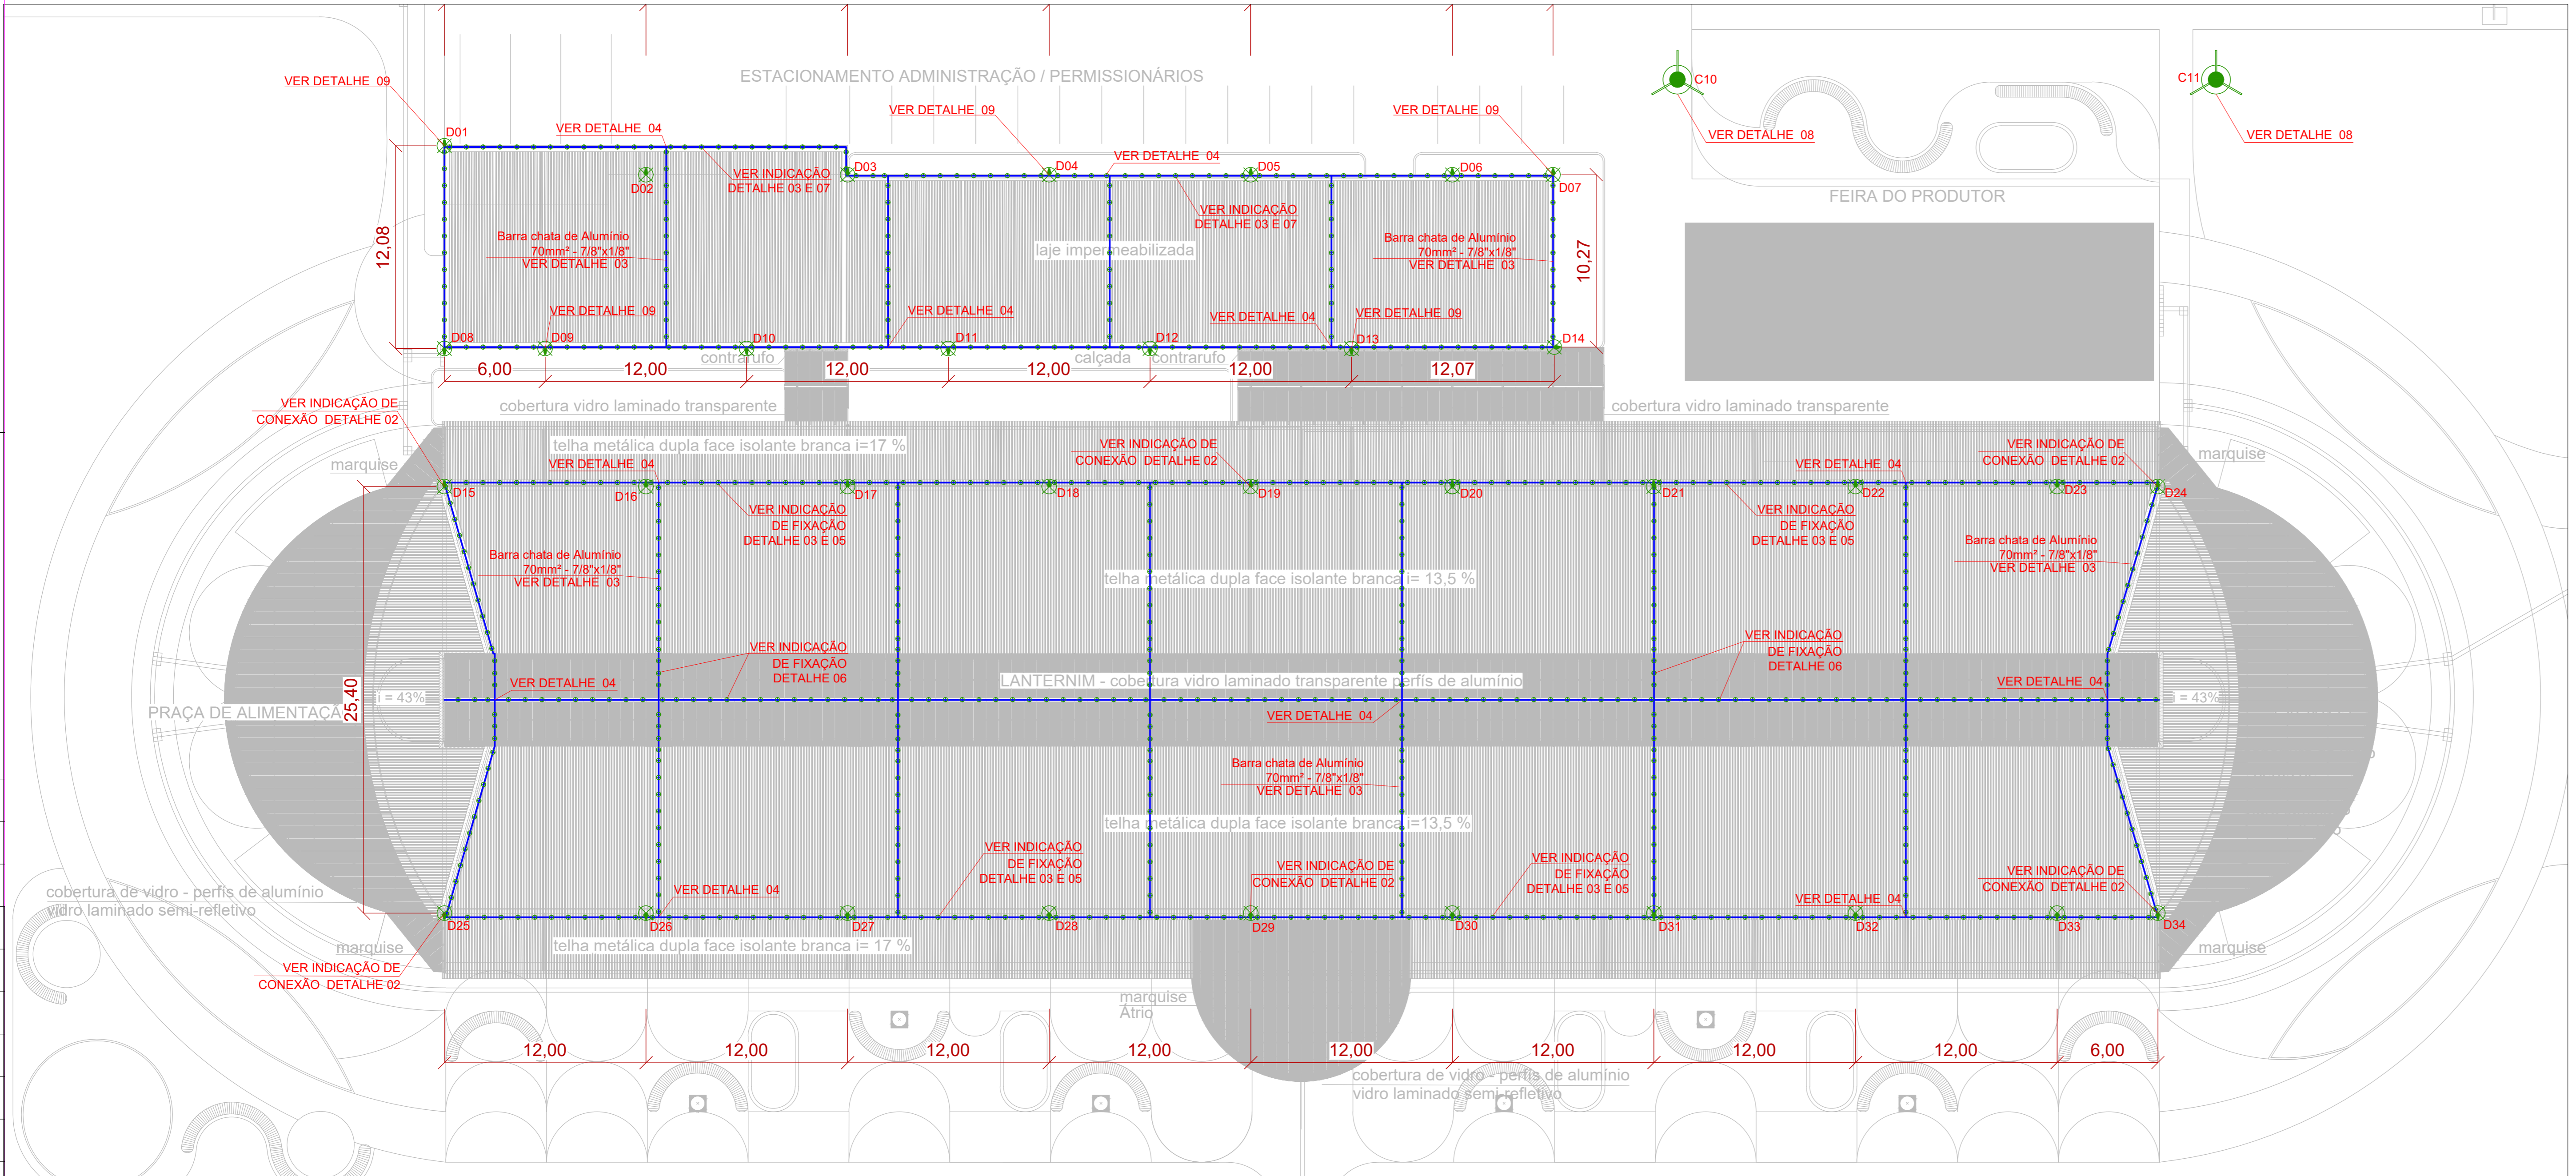 ESTACIONAMENTO ADMINISTRAÇÃO / PERMISSIONÁRIOS
VER DETALHE 09
VER DETALHE 09
VER DETALHE 09
C10
C11
VER DETALHE 08
VER DETALHE 08
D01
VER DETALHE 04
VER INDICAÇÃO
DETALHE 03 E 07
D02
D03
D04
VER DETALHE 04
D05
D06
D07
VER INDICAÇÃO
DETALHE 03 E 07
FEIRA DO PRODUTOR
12,08
Barra chata de Alumínio
70mm² - 7/8"x1/8"
VER DETALHE 03
laje impermeabilizada
Barra chata de Alumínio
70mm² - 7/8"x1/8"
VER DETALHE 03
10,27
VER DETALHE 09
VER DETALHE 04
VER DETALHE 04
VER DETALHE 09
D08
D09
D10
D11
D12
D13
D14
contrarufo
calçada
contrarufo
6,00
12,00
12,00
12,00
12,00
12,07
VER INDICAÇÃO DE
CONEXÃO DETALHE 02
cobertura vidro laminado transparente
cobertura vidro laminado transparente
telha metálica dupla face isolante branca i=17 %
VER INDICAÇÃO DE
CONEXÃO DETALHE 02
VER INDICAÇÃO DE
CONEXÃO DETALHE 02
marquise
marquise
VER DETALHE 04
VER DETALHE 04
D15
D16
D17
D18
D19
D20
D21
D22
D23
D24
VER INDICAÇÃO
DE FIXAÇÃO
DETALHE 03 E 05
VER INDICAÇÃO
DE FIXAÇÃO
DETALHE 03 E 05
Barra chata de Alumínio
70mm² - 7/8"x1/8"
VER DETALHE 03
Barra chata de Alumínio
70mm² - 7/8"x1/8"
VER DETALHE 03
telha metálica dupla face isolante branca i= 13,5 %
VER INDICAÇÃO
DE FIXAÇÃO
DETALHE 06
VER INDICAÇÃO
DE FIXAÇÃO
DETALHE 06
25,40
PRAÇA DE ALIMENTAÇÃ
i = 43%
VER DETALHE 04
LANTERNIM - cobertura vidro laminado transparente perfis de alumínio
VER DETALHE 04
VER DETALHE 04
i = 43%
Barra chata de Alumínio
70mm² - 7/8"x1/8"
VER DETALHE 03
telha metálica dupla face isolante branca i=13,5 %
VER INDICAÇÃO
DE FIXAÇÃO
DETALHE 03 E 05
VER INDICAÇÃO DE
CONEXÃO DETALHE 02
VER INDICAÇÃO
DE FIXAÇÃO
DETALHE 03 E 05
VER INDICAÇÃO DE
CONEXÃO DETALHE 02
cobertura de vidro - perfis de alumínio
vidro laminado semi-refletivo
VER DETALHE 04
VER DETALHE 04
D25
D26
D27
D28
D29
D30
D31
D32
D33
D34
marquise
telha metálica dupla face isolante branca i= 17 %
marquise
VER INDICAÇÃO DE
CONEXÃO DETALHE 02
marquise
Átrio
12,00
12,00
12,00
12,00
12,00
12,00
12,00
12,00
6,00
cobertura de vidro - perfis de alumínio
vidro laminado semi-refletivo